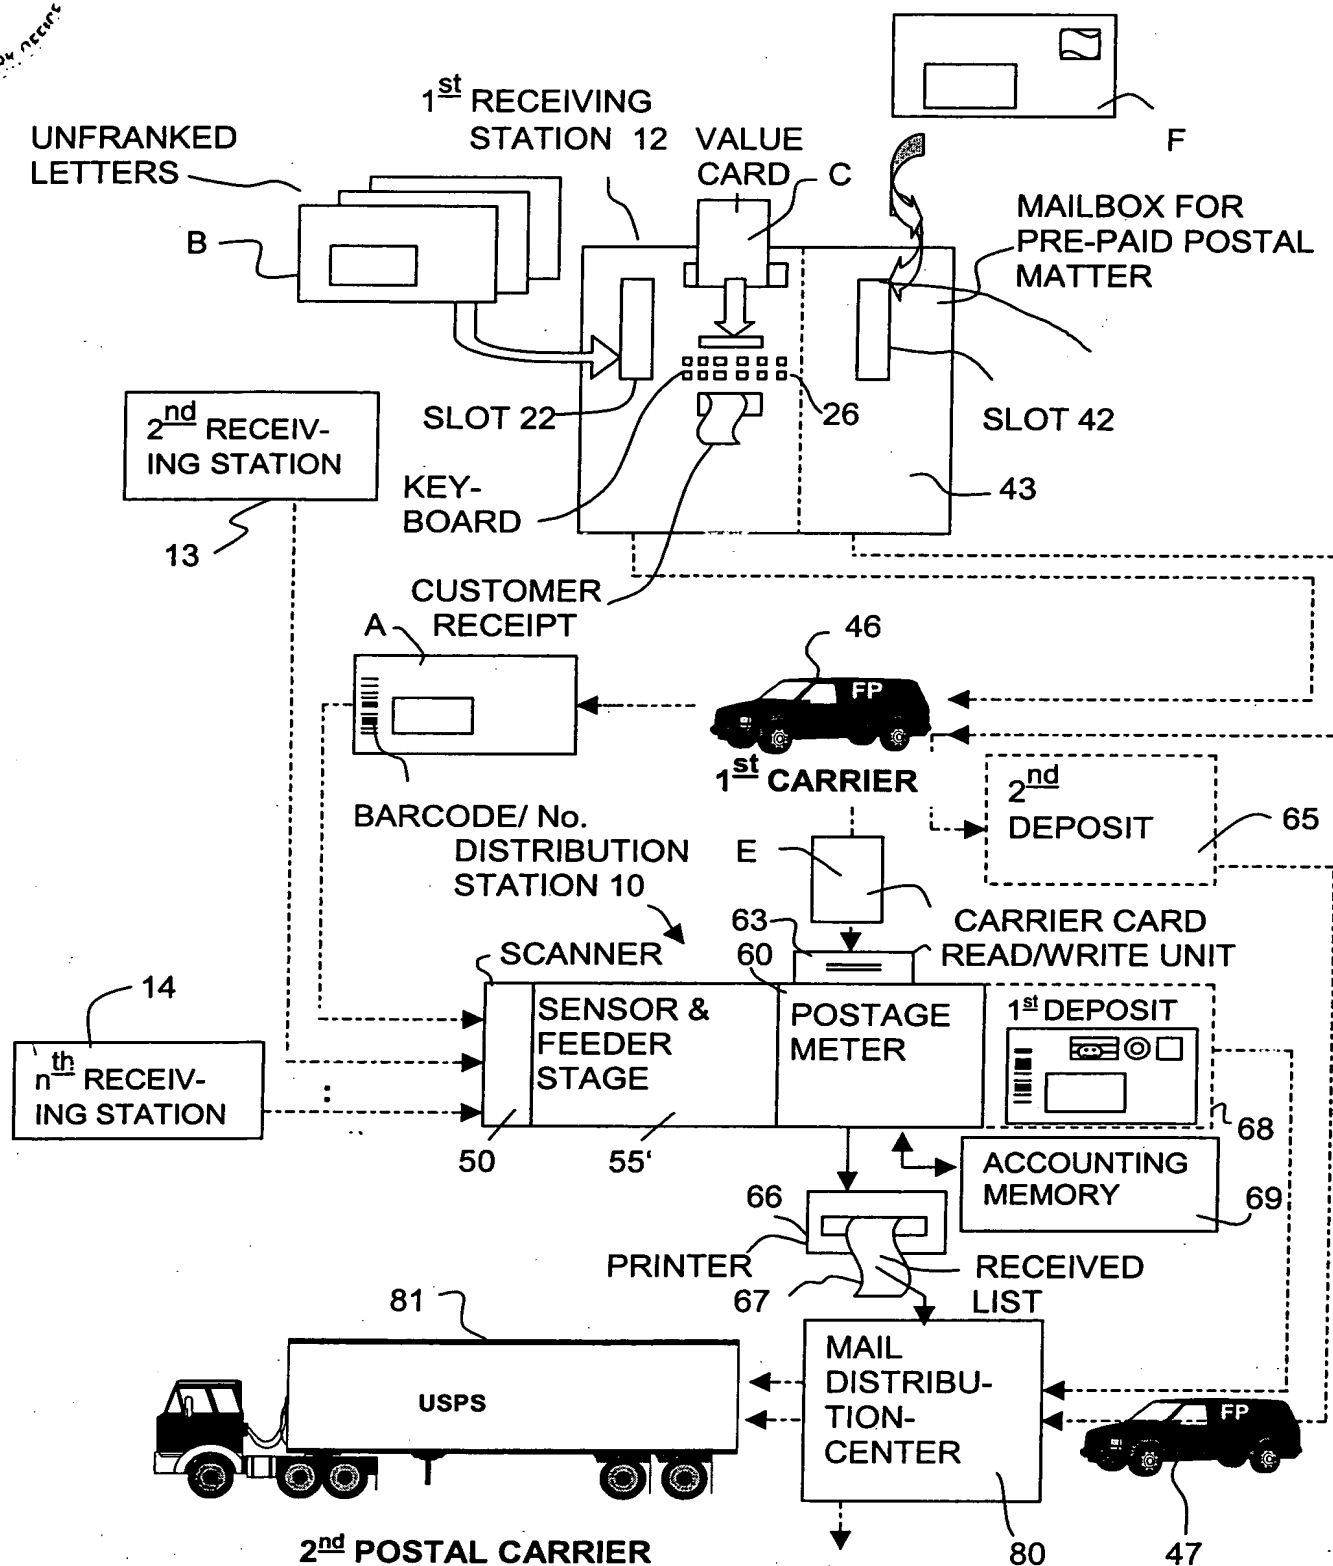 OFFICE
1st RECEIVING
STATION 12
UNFRANKED
LETTERS
VALUE
CARD
C
F
B
MAILBOX FOR
PRE-PAID POSTAL
MATTER
2nd RECEIV-
ING STATION
SLOT 22
26
SLOT 42
KEY-
BOARD
43
13
CUSTOMER
RECEIPT
A
46
FP
1st CARRIER
2nd
DEPOSIT
65
BARCODE/ No.
DISTRIBUTION
STATION 10
E
63
CARRIER CARD
READ/WRITE UNIT
SCANNER
60
14
SENSOR &
FEEDER
STAGE
POSTAGE
METER
1st DEPOSIT
nth RECEIV-
ING STATION
:
50
55'
68
ACCOUNTING
MEMORY
69
66
PRINTER
67
RECEIVED
LIST
81
USPS
MAIL
DISTRIBU-
TION-
CENTER
FP
2nd POSTAL CARRIER
80
47